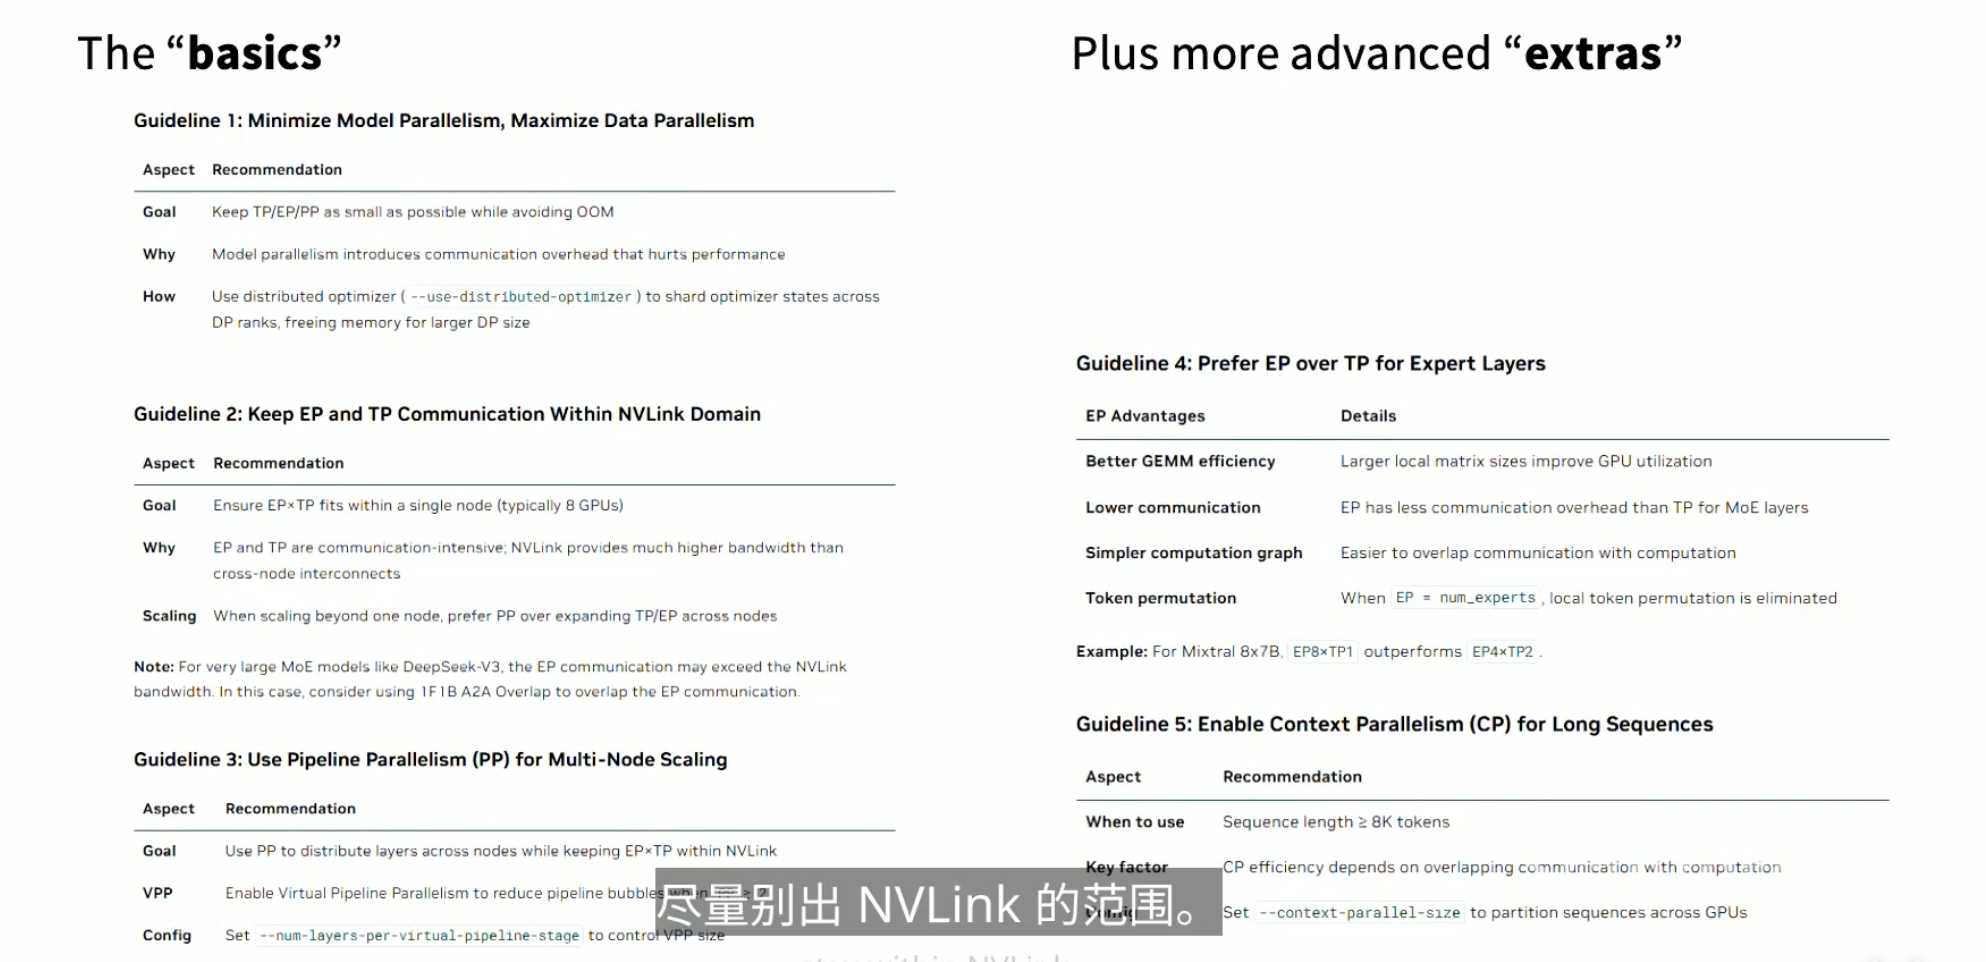 The “basics”
Guideline 1: Minimize Model Parallelism, Maximize Data Parallelism
Aspect Recommendation
Goal Keep TP/EP/PP as small as possible while avoiding OOM
Why Model parallelism introduces communication overhead that hurts performance
How Use distributed optimizer ( --use-distributed-optimizer ) to shard optimizer states across
DP ranks, freeing memory for larger DP size
Guideline 2: Keep EP and TP Communication Within NVLink Domain
Aspect Recommendation
Goal Ensure EP×TP fits within a single node (typically 8 GPUs)
Why EP and TP are communication-intensive; NVLink provides much higher bandwidth than
cross-node interconnects
Scaling When scaling beyond one node, prefer PP over expanding TP/EP across nodes
Note: For very large MoE models like DeepSeek-V3, the EP communication may exceed the NVLink
bandwidth. In this case, consider using 1F1B A2A Overlap to overlap the EP communication.
Guideline 3: Use Pipeline Parallelism (PP) for Multi-Node Scaling
Aspect Recommendation
Goal Use PP to distribute layers across nodes while keeping EP×TP within NVLink
VPP Enable Virtual Pipeline Parallelism to reduce pipeline bubbles when
Config Set --num-layers-per-virtual-pipeline-stage to control VPP size
Plus more advanced “extras”
Guideline 4: Prefer EP over TP for Expert Layers
EP Advantages Details
Better GEMM efficiency Larger local matrix sizes improve GPU utilization
Lower communication EP has less communication overhead than TP for MoE layers
Simpler computation graph Easier to overlap communication with computation
Token permutation When EP = num_experts , local token permutation is eliminated
Example: For Mixtral 8x7B, EP8×TP1 outperforms EP4×TP2 .
Guideline 5: Enable Context Parallelism (CP) for Long Sequences
Aspect Recommendation
When to use Sequence length ≥ 8K tokens
Key factor CP efficiency depends on overlapping communication with computation
Config Set --context-parallel-size to partition sequences across GPUs
尽量别出 NVLink 的范围。
within NVLink